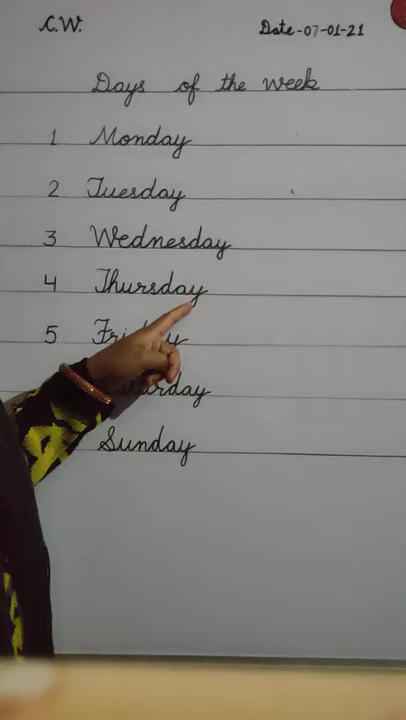 C.W. Date-07-01-21
Days of the week
1 Monday
2 Tuesday
3 Wednesday
4 Thursday
5
Sunday